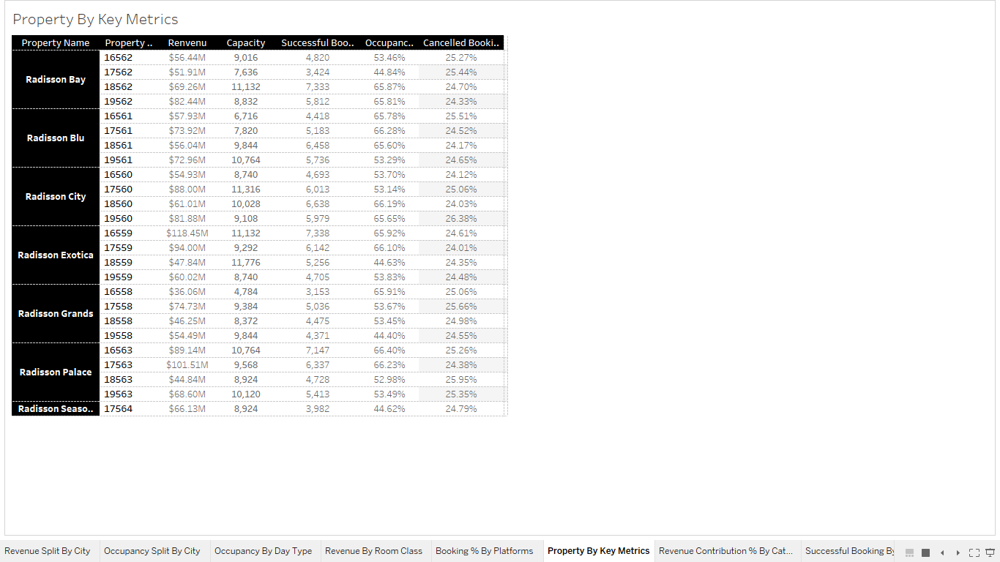 Property By Key Metrics
Property Name Property .. Renvenu Capacity Successful Boo.. Occupanc.. Cancelled Booki..
Radisson Bay
16562 $56.44M 9,016 4,820 53.46% 25.27%
17562 $51.91M 7,636 3,424 44.84% 25.44%
18562 $69.26M 11,132 7,333 65.87% 24.70%
19562 $82.44M 8,832 5,812 65.81% 24.33%
Radisson Blu
16561 $57.93M 6,716 4,418 65.78% 25.51%
17561 $73.92M 7,820 5,183 66.28% 24.52%
18561 $56.04M 9,844 6,458 65.60% 24.17%
19561 $72.96M 10,764 5,736 53.29% 24.65%
Radisson City
16560 $54.93M 8,740 4,693 53.70% 24.12%
17560 $88.00M 11,316 6,013 53.14% 25.06%
18560 $61.01M 10,028 6,638 66.19% 24.03%
19560 $81.88M 9,108 5,979 65.65% 26.38%
Radisson Exotica
16559 $118.45M 11,132 7,338 65.92% 24.61%
17559 $94.00M 9,292 6,142 66.10% 24.01%
18559 $47.84M 11,776 5,256 44.63% 24.35%
19559 $60.02M 8,740 4,705 53.83% 24.48%
Radisson Grands
16558 $36.06M 4,784 3,153 65.91% 25.06%
17558 $74.73M 9,384 5,036 53.67% 25.66%
18558 $46.25M 8,372 4,475 53.45% 24.98%
19558 $54.49M 9,844 4,371 44.40% 24.55%
Radisson Palace
16563 $89.14M 10,764 7,147 66.40% 25.26%
17563 $101.51M 9,568 6,337 66.23% 24.38%
18563 $44.84M 8,924 4,728 52.98% 25.95%
19563 $68.60M 10,120 5,413 53.49% 25.35%
Radisson Seaso.. 17564 $66.13M 8,924 3,982 44.62% 24.79%
Revenue Split By City Occupancy Split By City Occupancy By Day Type Revenue By Room Class Booking % By Platforms Property By Key Metrics Revenue Contribution % By Cat... Successful Booking By